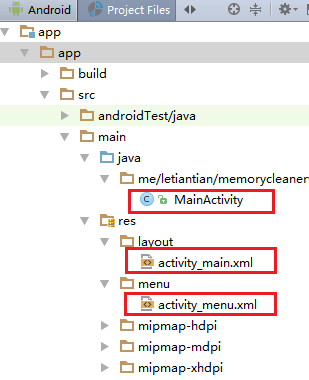 Android Project Files
app
app
build
src
androidTest/java
main
java
me/letiantian/memorycleaner
C MainActivity
res
layout
activity_main.xml
menu
activity_menu.xml
mipmap-hdpi
mipmap-mdpi
mipmap-xhdpi